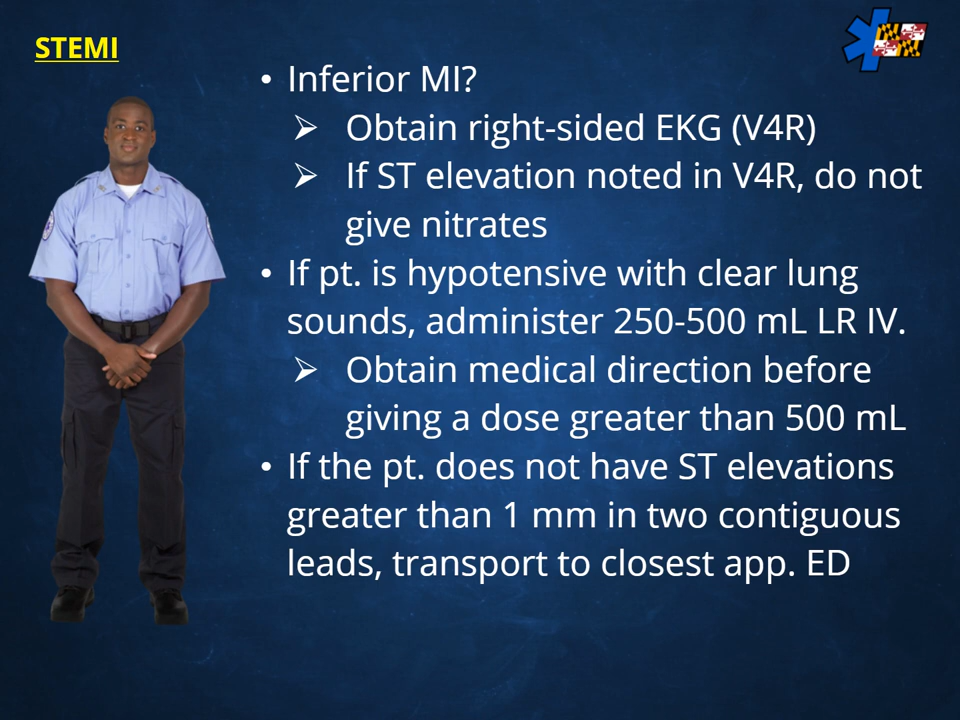 STEMI
• Inferior MI?
➢ Obtain right-sided EKG (V4R)
➢ If ST elevation noted in V4R, do not
give nitrates
• If pt. is hypotensive with clear lung
sounds, administer 250-500 mL LR IV.
➢ Obtain medical direction before
giving a dose greater than 500 mL
• If the pt. does not have ST elevations
greater than 1 mm in two contiguous
leads, transport to closest app. ED